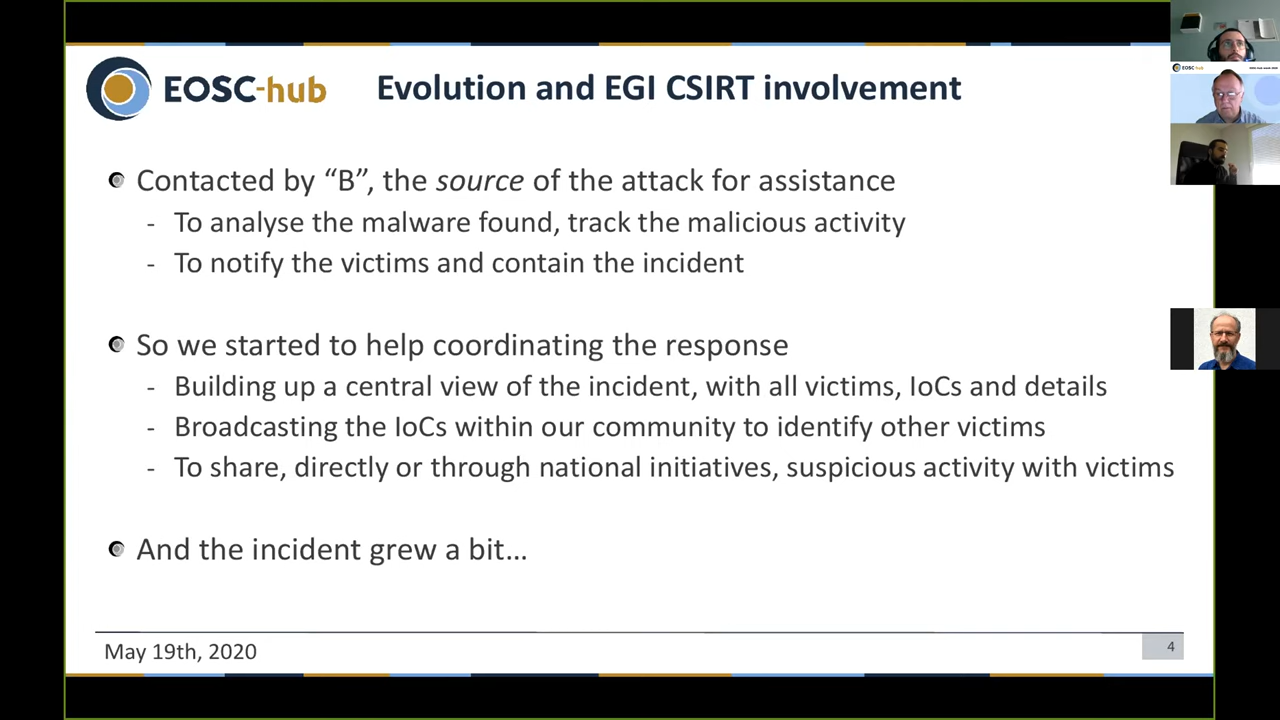 EOSC-hub
Evolution and EGI CSIRT involvement
Contacted by “B”, the source of the attack for assistance
- To analyse the malware found, track the malicious activity
- To notify the victims and contain the incident
So we started to help coordinating the response
- Building up a central view of the incident, with all victims, IoCs and details
- Broadcasting the IoCs within our community to identify other victims
- To share, directly or through national initiatives, suspicious activity with victims
And the incident grew a bit...
May 19th, 2020
4